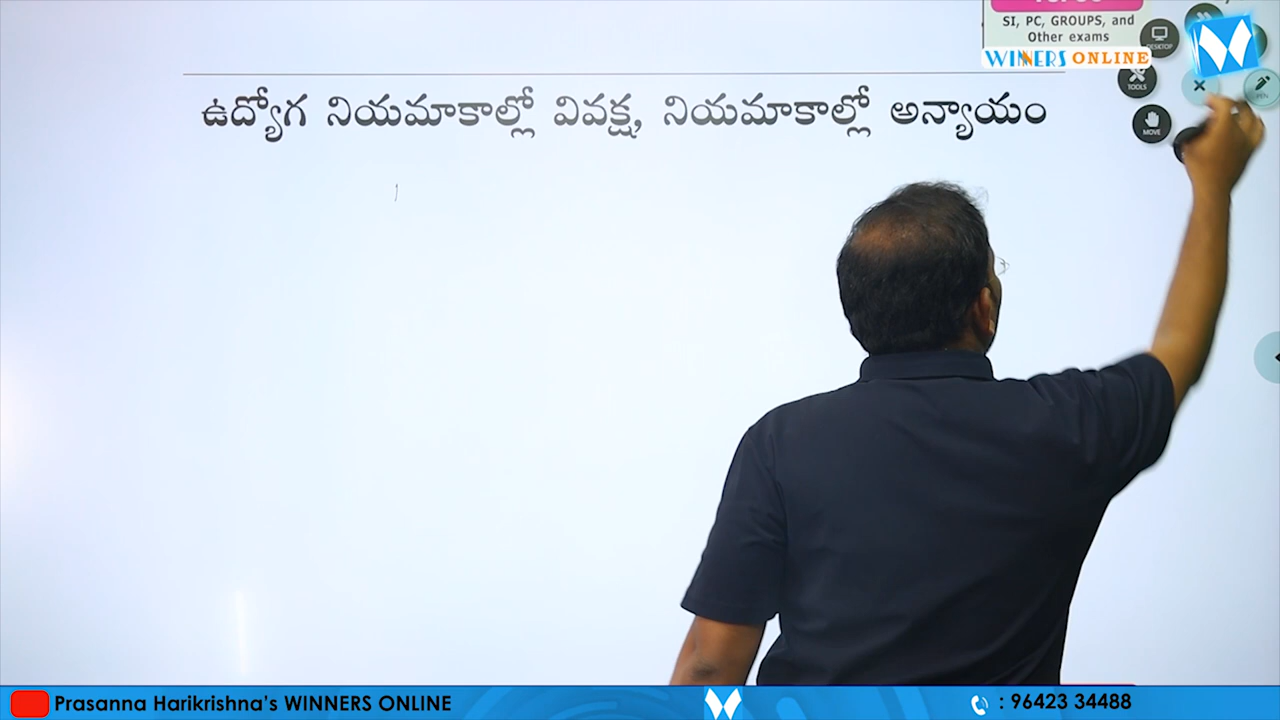 SI, PC, GROUPS, and
Other exams
WINNERS ONLINE
DESKTOP
TOOLS
PEN
MOVE
ఉద్యోగ నియమాకాల్లో వివక్ష, నియమాకాల్లో అన్యాయం
Prasanna Harikrishna's WINNERS ONLINE
: 96423 34488